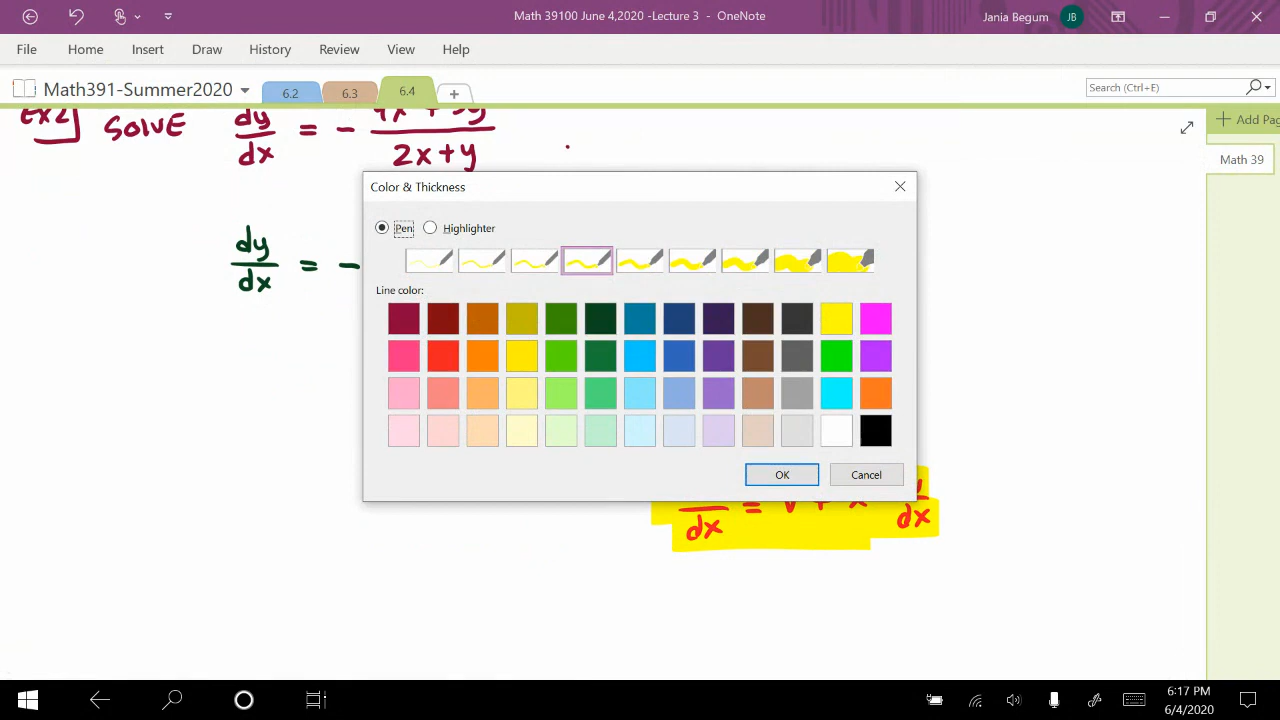 Math 39100 June 4,2020 -Lecture 3 - OneNote
Jania Begum JB
File Home Insert Draw History Review View Help
Math391-Summer2020 6.2 6.3 6.4
Search (Ctrl+E)
Add Pag
Math 39
Ex2] SOLVE dy/dx = -
2x+y
Color & Thickness
Pen Highlighter
dy/dx = -
Line color:
OK Cancel
dx = v + x dx
6:17 PM
6/4/2020